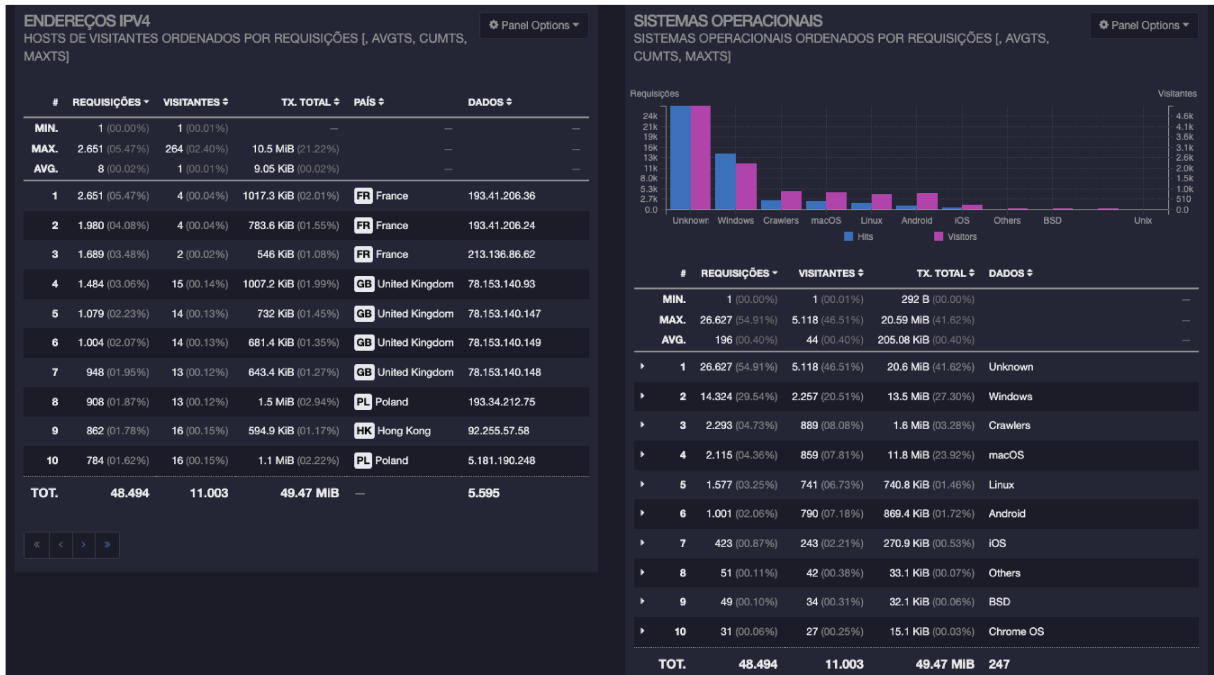 ENDEREÇOS IPV4
HOSTS DE VISITANTES ORDENADOS POR REQUISIÇÕES [, AVGTS, CUMTS,
MAXTS]
Panel Options
# REQUISIÇÕES VISITANTES TX. TOTAL PAÍS DADOS
MIN. 1 (00.00%) 1 (00.01%) — — —
MAX. 2.651 (05.47%) 264 (02.40%) 10.5 MiB (21.22%) — —
AVG. 8 (00.02%) 1 (00.01%) 9.05 KiB (00.02%) — —
1 2.651 (05.47%) 4 (00.04%) 1017.3 KiB (02.01%) FR France 193.41.206.36
2 1.980 (04.08%) 4 (00.04%) 783.6 KiB (01.55%) FR France 193.41.206.24
3 1.689 (03.48%) 2 (00.02%) 546 KiB (01.08%) FR France 213.136.86.62
4 1.484 (03.06%) 15 (00.14%) 1007.2 KiB (01.99%) GB United Kingdom 78.153.140.93
5 1.079 (02.23%) 14 (00.13%) 732 KiB (01.45%) GB United Kingdom 78.153.140.147
6 1.004 (02.07%) 14 (00.13%) 681.4 KiB (01.35%) GB United Kingdom 78.153.140.149
7 948 (01.95%) 13 (00.12%) 643.4 KiB (01.27%) GB United Kingdom 78.153.140.148
8 908 (01.87%) 13 (00.12%) 1.5 MiB (02.94%) PL Poland 193.34.212.75
9 862 (01.78%) 16 (00.15%) 594.9 KiB (01.17%) HK Hong Kong 92.255.57.58
10 784 (01.62%) 16 (00.15%) 1.1 MiB (02.22%) PL Poland 5.181.190.248
TOT. 48.494 11.003 49.47 MIB — 5.595
« < > »
SISTEMAS OPERACIONAIS
SISTEMAS OPERACIONAIS ORDENADOS POR REQUISIÇÕES [, AVGTS,
CUMTS, MAXTS]
Panel Options
Requisições Visitantes
24k 4.6k
21k 4.1k
19k 3.6k
16k 3.1k
13k 2.6k
11k 2.0k
8.0k 1.5k
5.3k 1.0k
2.7k 510
0.0 0.0
Unknown Windows Crawlers macOS Linux Android iOS Others BSD Unix
Hits Visitors
# REQUISIÇÕES VISITANTES TX. TOTAL DADOS
MIN. 1 (00.00%) 1 (00.01%) 292 B (00.00%) —
MAX. 26.627 (54.91%) 5.118 (46.51%) 20.59 MiB (41.62%) —
AVG. 196 (00.40%) 44 (00.40%) 205.08 KiB (00.40%) —
1 26.627 (54.91%) 5.118 (46.51%) 20.6 MiB (41.62%) Unknown
2 14.324 (29.54%) 2.257 (20.51%) 13.5 MiB (27.30%) Windows
3 2.293 (04.73%) 889 (08.08%) 1.6 MiB (03.28%) Crawlers
4 2.115 (04.36%) 859 (07.81%) 11.8 MiB (23.92%) macOS
5 1.577 (03.25%) 741 (06.73%) 740.8 KiB (01.46%) Linux
6 1.001 (02.06%) 790 (07.18%) 869.4 KiB (01.72%) Android
7 423 (00.87%) 243 (02.21%) 270.9 KiB (00.53%) iOS
8 51 (00.11%) 42 (00.38%) 33.1 KiB (00.07%) Others
9 49 (00.10%) 34 (00.31%) 32.1 KiB (00.06%) BSD
10 31 (00.06%) 27 (00.25%) 15.1 KiB (00.03%) Chrome OS
TOT. 48.494 11.003 49.47 MIB 247